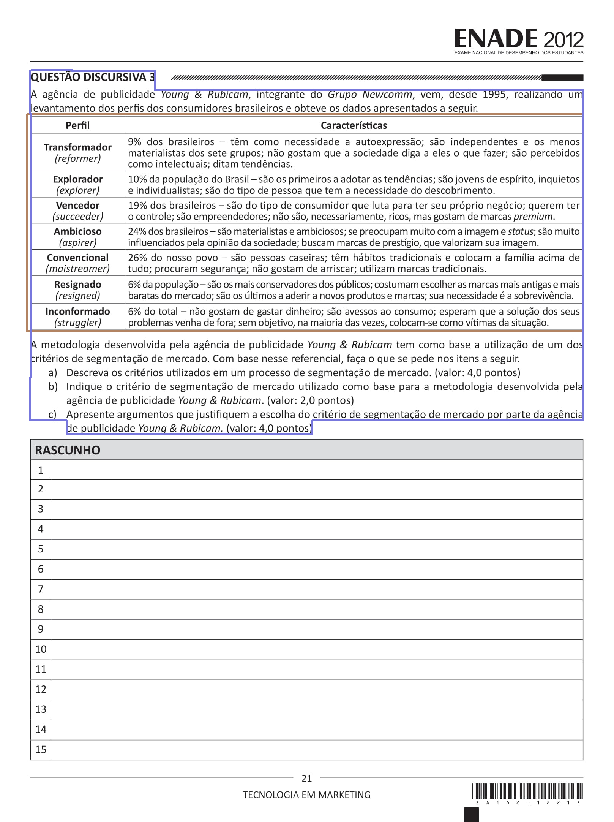 ENADE 2012
EXAME NACIONAL DE DESEMPENHO DOS ESTUDANTES
QUESTÃO DISCURSIVA 3
A agência de publicidade Young & Rubicam, integrante do Grupo Newcomm, vem, desde 1995, realizando um
levantamento dos perfis dos consumidores brasileiros e obteve os dados apresentados a seguir.
Perfil Características
Transformador
(reformer)
9% dos brasileiros – têm como necessidade a autoexpressão; são independentes e os menos
materialistas dos sete grupos; não gostam que a sociedade diga a eles o que fazer; são percebidos
como intelectuais; ditam tendências.
Explorador
(explorer)
10% da população do Brasil – são os primeiros a adotar as tendências; são jovens de espírito, inquietos
e individualistas; são do tipo de pessoa que tem a necessidade do descobrimento.
Vencedor
(succeeder)
19% dos brasileiros – são do tipo de consumidor que luta para ter seu próprio negócio; querem ter
o controle; são empreendedores; não são, necessariamente, ricos, mas gostam de marcas premium.
Ambicioso
(aspirer)
24% dos brasileiros – são materialistas e ambiciosos; se preocupam muito com a imagem e status; são muito
influenciados pela opinião da sociedade; buscam marcas de prestígio, que valorizam sua imagem.
Convencional
(moistreomer)
26% do nosso povo – são pessoas caseiras; têm hábitos tradicionais e colocam a família acima de
tudo; procuram segurança; não gostam de arriscar; utilizam marcas tradicionais.
Resignado
(resigned)
6% da população – são os mais conservadores dos públicos; costumam escolher as marcas mais antigas e mais
baratas do mercado; são os últimos a aderir a novos produtos e marcas; sua necessidade é a sobrevivência.
Inconformado
(struggler)
6% do total – não gostam de gastar dinheiro; são avessos ao consumo; esperam que a solução dos seus
problemas venha de fora; sem objetivo, na maioria das vezes, colocam-se como vítimas da situação.
A metodologia desenvolvida pela agência de publicidade Young & Rubicam tem como base a utilização de um dos
critérios de segmentação de mercado. Com base nesse referencial, faça o que se pede nos itens a seguir.
a) Descreva os critérios utilizados em um processo de segmentação de mercado. (valor: 4,0 pontos)
b) Indique o critério de segmentação de mercado utilizado como base para a metodologia desenvolvida pela
agência de publicidade Young & Rubicam. (valor: 2,0 pontos)
c) Apresente argumentos que justifiquem a escolha do critério de segmentação de mercado por parte da agência
de publicidade Young & Rubicam. (valor: 4,0 pontos)
RASCUNHO
1
2
3
4
5
6
7
8
9
10
11
12
13
14
15
21
TECNOLOGIA EM MARKETING